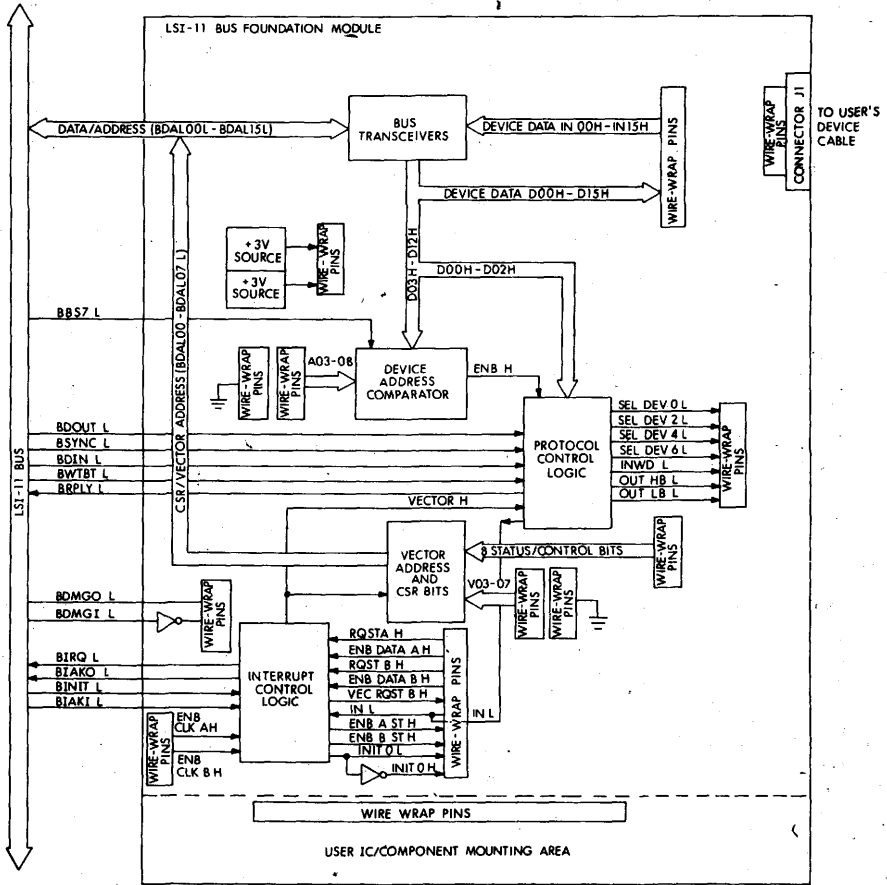 LSI-11 BUS FOUNDATION MODULE
BUS
TRANSCEIVERS
DATA/ADDRESS (BDAL00L - BDAL15L)
DEVICE DATA IN 00H-IN15H
DEVICE DATA D00H-D15H
WIRE-WRAP PINS
WIRE-WRAP
PINS
CONNECTOR J1
TO USER'S
DEVICE
CABLE
+3V
SOURCE
+3V
SOURCE
WIRE-WRAP
PINS
D03H-D12H
D00H-D02H
CSR/VECTOR ADDRESS (BDAL00 - BDAL07 L)
BBS7 L
WIRE-WRAP
PINS
WIRE-WRAP
PINS
A03-08
DEVICE
ADDRESS
COMPARATOR
ENB H
LSI-11 BUS
BDOUT L
BSYNC L
BDIN L
BWTBT L
BRPLY L
PROTOCOL
CONTROL
LOGIC
SEL DEV 0 L
SEL DEV 2 L
SEL DEV 4 L
SEL DEV 6 L
INWD L
OUT HB L
OUT LB L
WIRE-WRAP
PINS
VECTOR H
VECTOR
ADDRESS
AND
CSR BITS
8 STATUS/CONTROL BITS
WIRE-WRAP
PINS
V03-07
WIRE-WRAP
PINS
WIRE-WRAP
PINS
BDMGO L
BDMGI L
WIRE-WRAP
PINS
BIRQ L
BIAKO L
BINIT L
BIAKI L
INTERRUPT
CONTROL
LOGIC
RQSTA H
ENB DATA A H
RQST B H
ENB DATA B H
VEC RQST B H
IN L
ENB A ST H
ENB B ST H
INIT O L
INIT O H
WIRE-WRAP PINS
IN L
WIRE-WRAP
PINS
ENB
CLK AH
ENB
CLK B H
WIRE WRAP PINS
USER IC/COMPONENT MOUNTING AREA